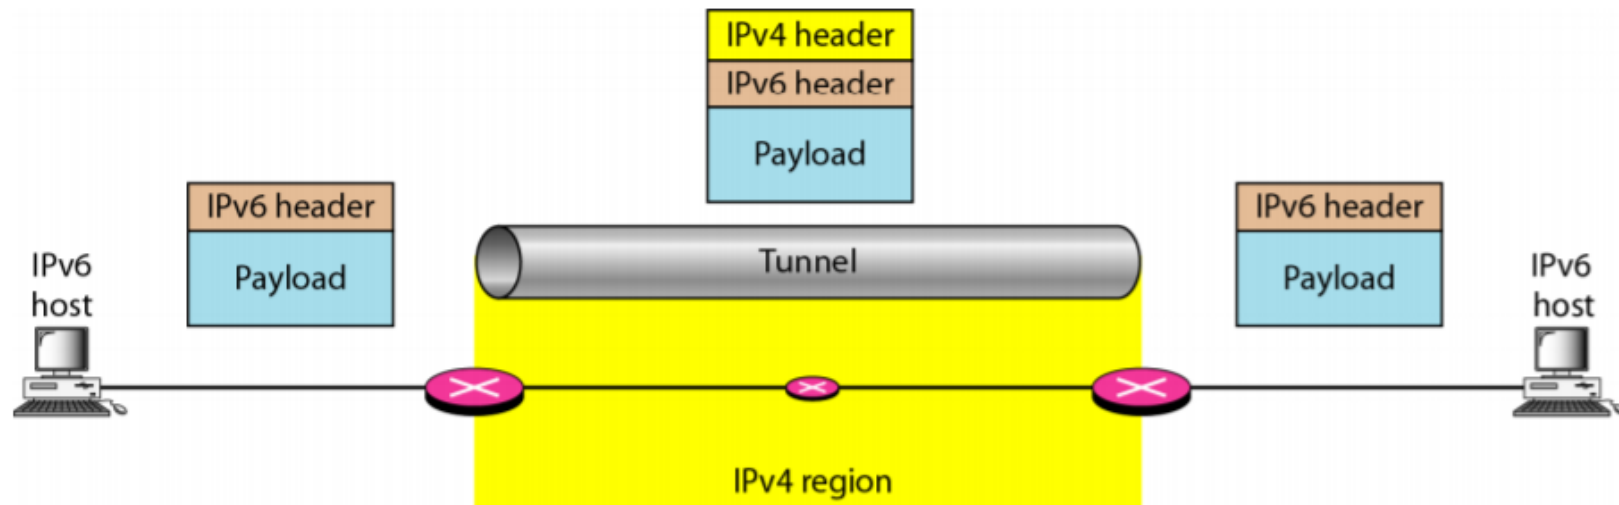 IPv4 header
IPv6 header
Payload
IPv6 header
Payload
IPv6 header
Payload
IPv6
host
Tunnel
IPv6
host
IPv4 region